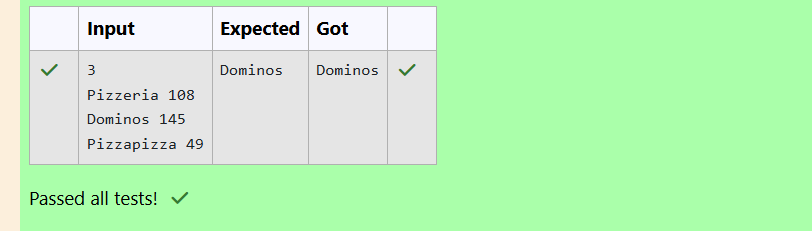 Input Expected Got
3 Dominos Dominos
Pizzeria 108
Dominos 145
Pizzapizza 49
Passed all tests!